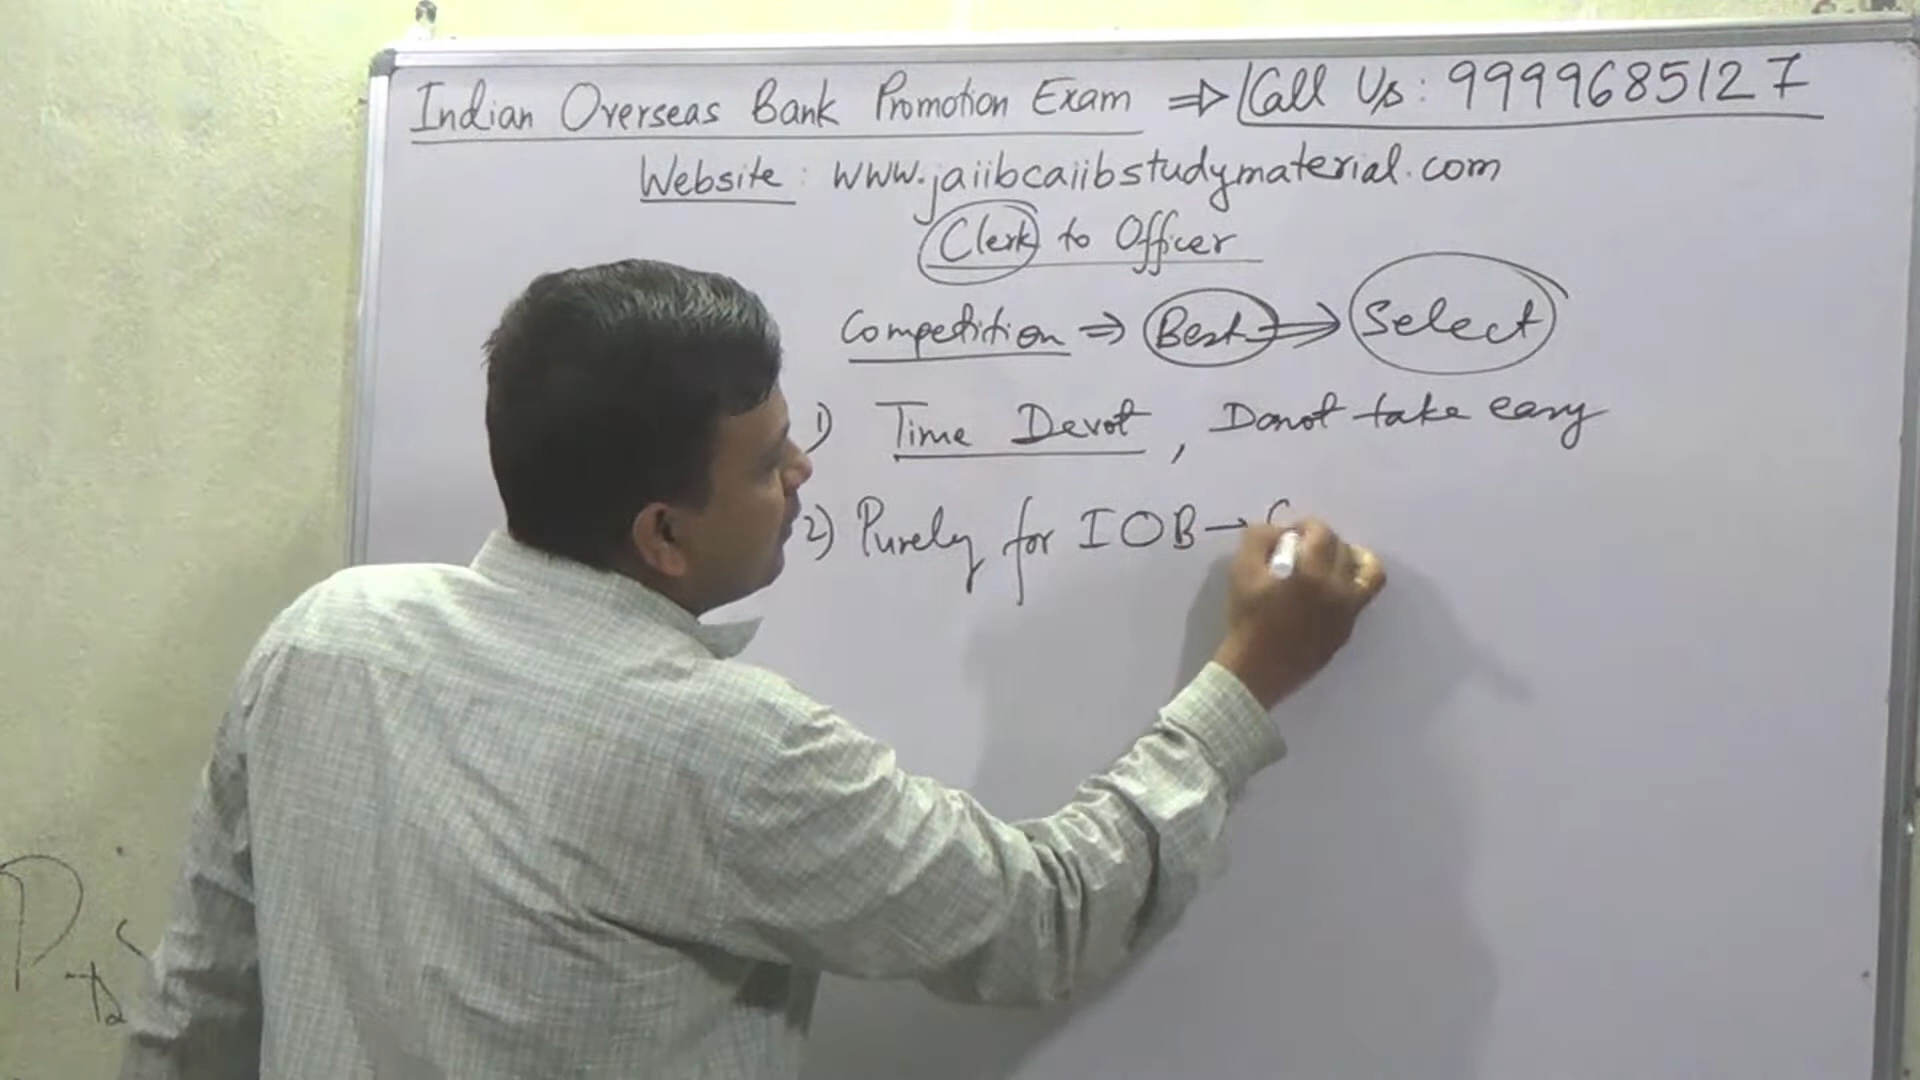 Indian Overseas Bank Promotion Exam ⇒ Call Us: 9999685127
Website: www.jaiibcaiibstudymaterial.com
Clerk to Officer
Competition ⇒ Best ⇒ Select
1) Time Devot, Donot take easy
2) Purely for IOB →